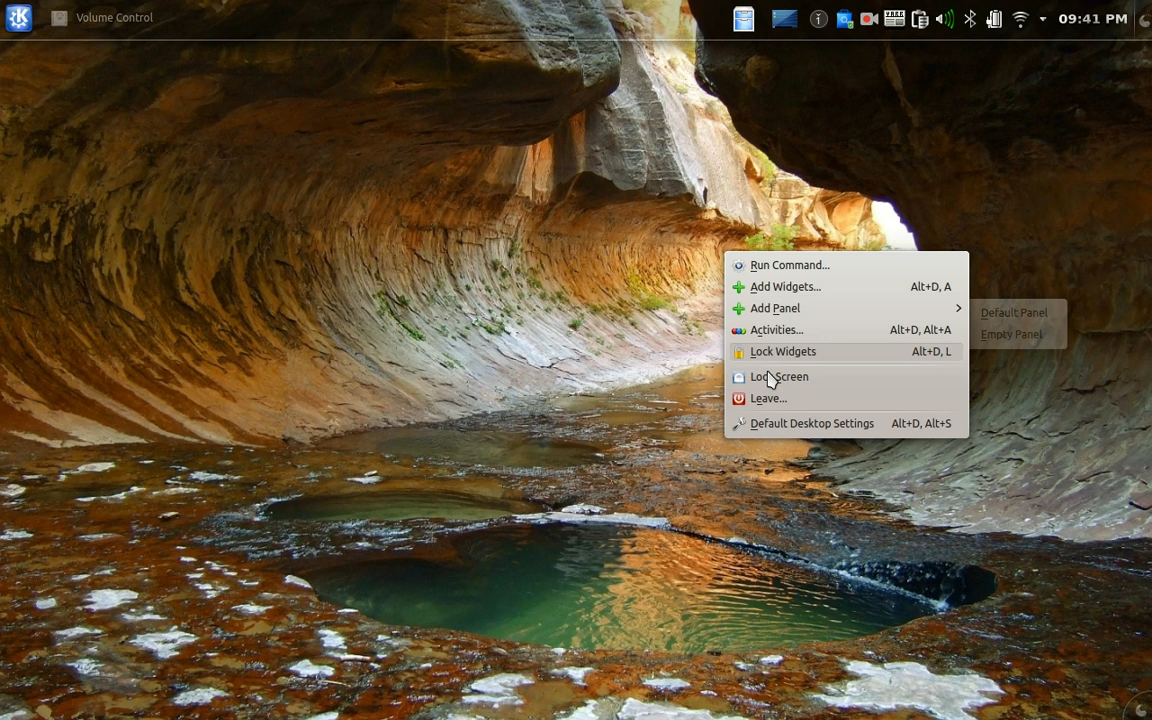 Volume Control
09:41 PM
Run Command...
Add Widgets... Alt+D, A
Add Panel
Default Panel
Activities... Alt+D, Alt+A
Empty Panel
Lock Widgets Alt+D, L
Lock Screen
Leave...
Default Desktop Settings Alt+D, Alt+S